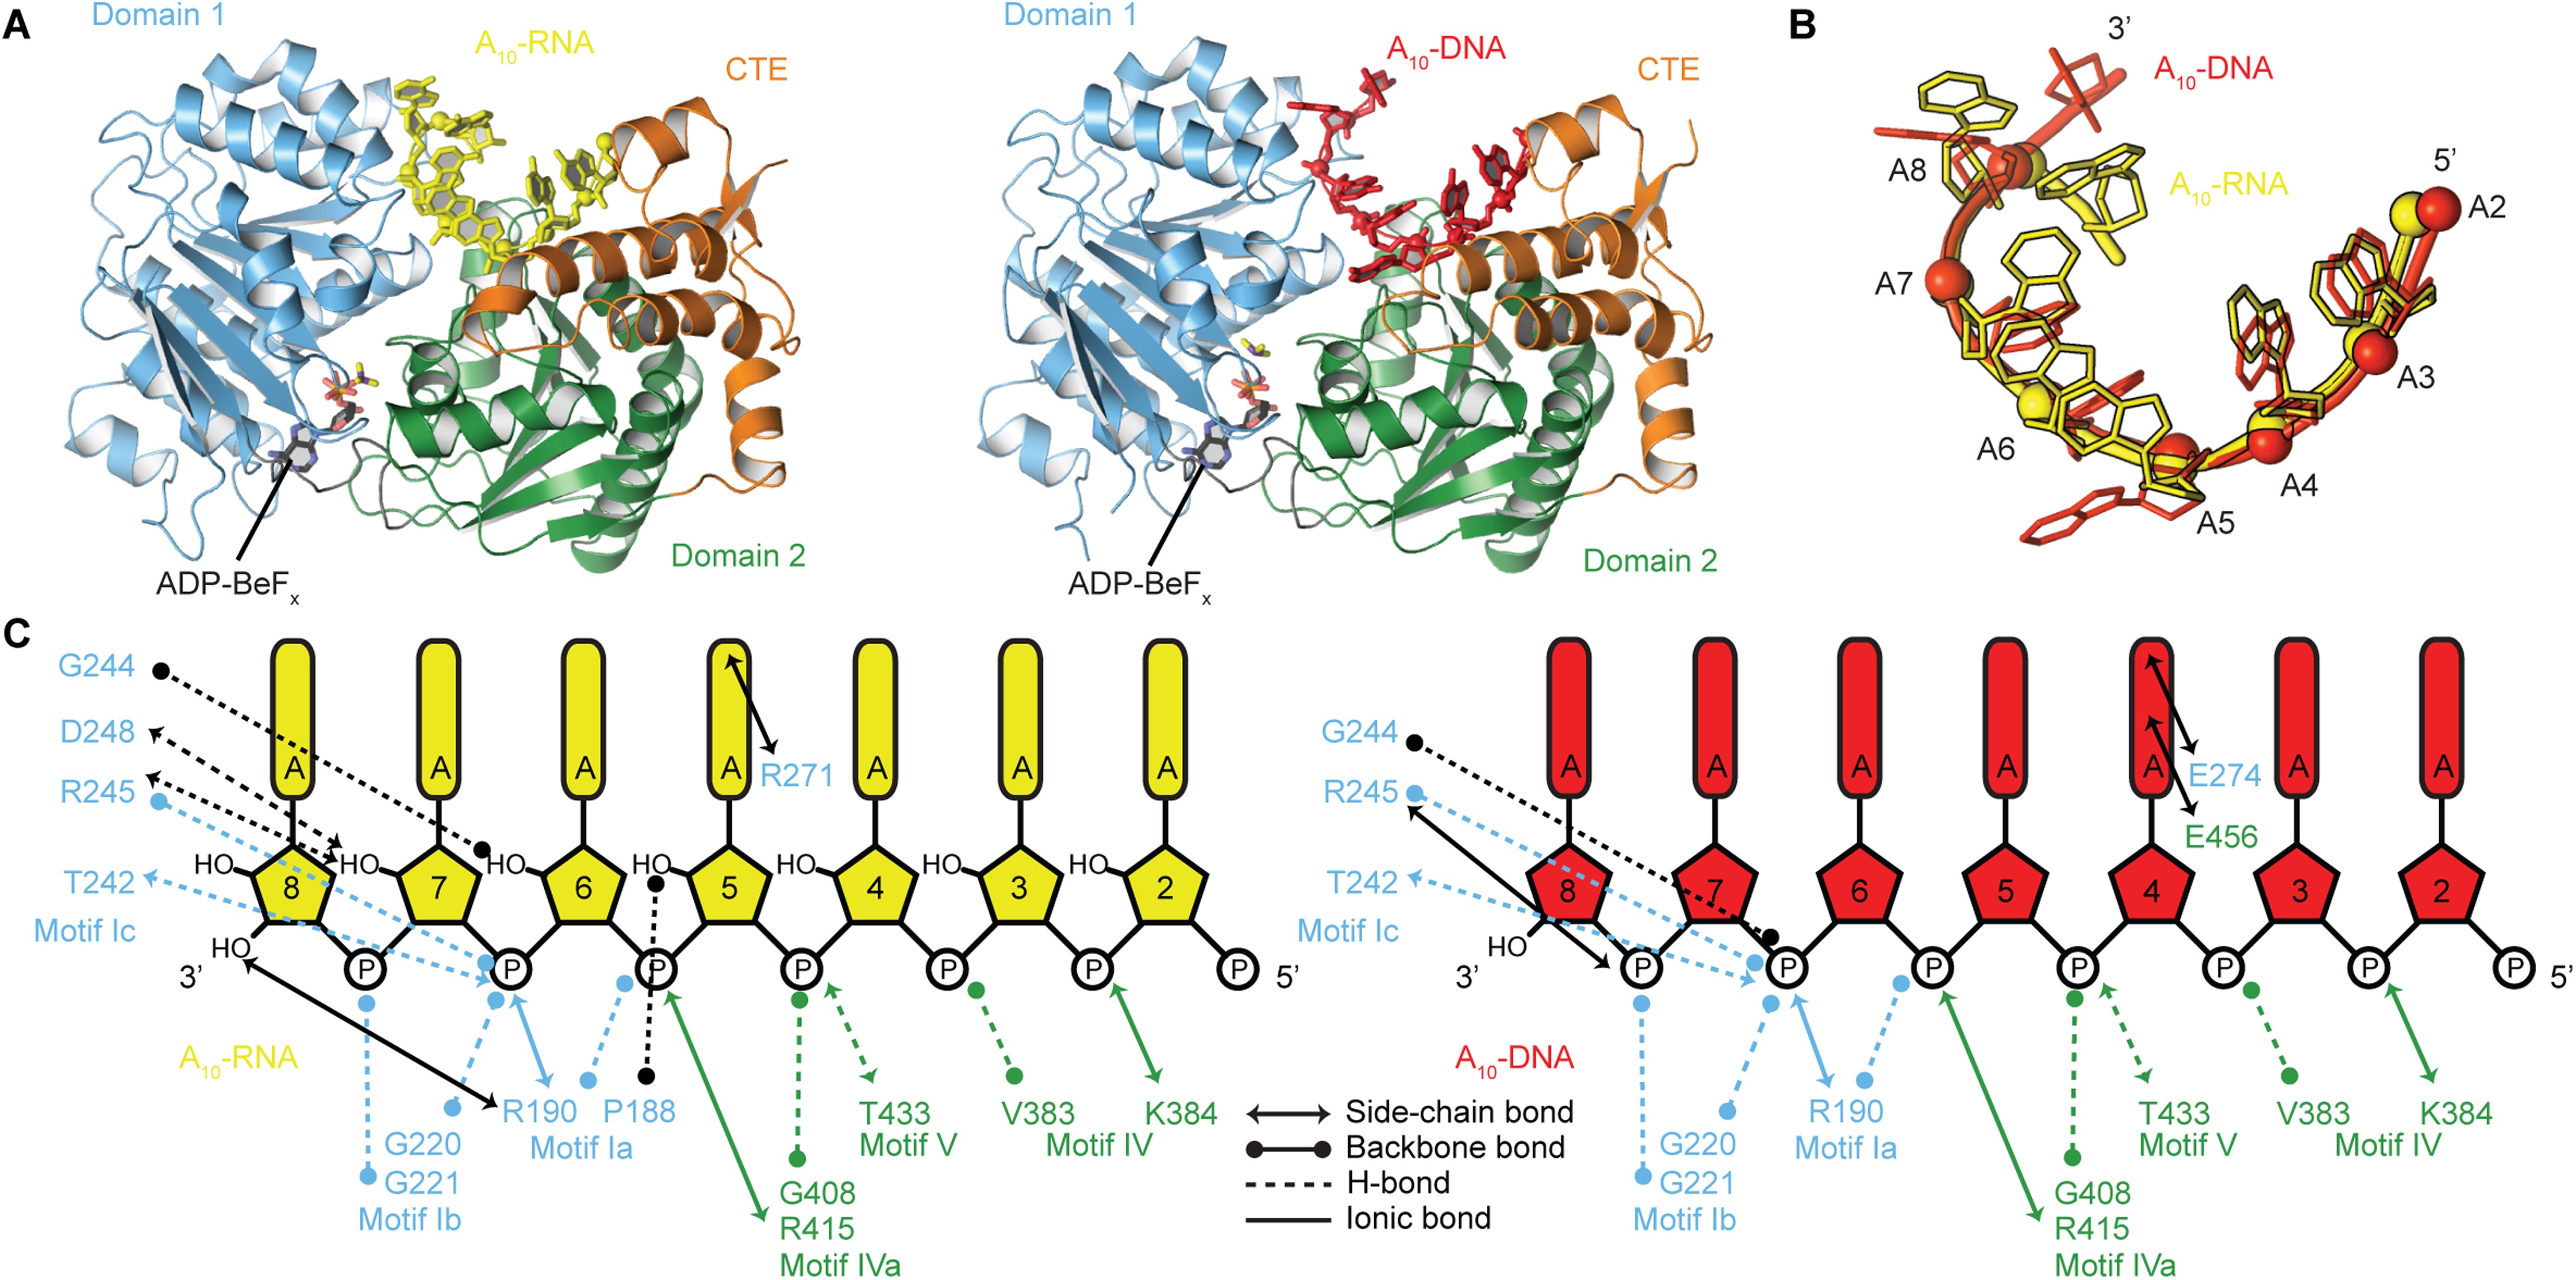 A
Domain 1
A10-RNA
CTE
Domain 2
ADP-BeFx
Domain 1
A10-DNA
CTE
Domain 2
ADP-BeFx
B
3’
A10-DNA
A10-RNA
5’
A2
A3
A4
A5
A6
A7
A8
C
G244
D248
R245
T242
Motif Ic
A A A A A A A
R271
HO HO HO HO HO HO HO
8 7 6 5 4 3 2
HO
3’
P P P P P P P
5’
A10-RNA
R190 P188
Motif Ia
G220
G221
Motif Ib
T433
Motif V
V383 K384
Motif IV
G408
R415
Motif IVa
Side-chain bond
Backbone bond
H-bond
Ionic bond
G244
R245
T242
Motif Ic
A A A A A A A
E274
E456
8 7 6 5 4 3 2
HO
3’
P P P P P P P
5’
A10-DNA
R190
Motif Ia
G220
G221
Motif Ib
T433
Motif V
V383 K384
Motif IV
G408
R415
Motif IVa